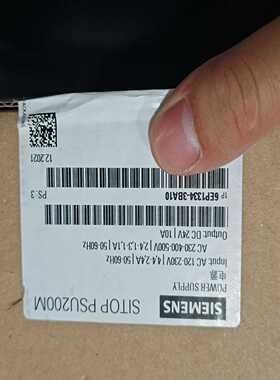 SIEMENS
SITOP PSU200M
POWER SUPPLY
电源
Input: AC 120-230V | 4,4-2,4A | 50-60Hz
AC 230-400-500V | 2,4-1,3-1,1A | 50-60Hz
Output: DC 24V | 10A
1P 6EP1334-3BA10
PS: 3
12.2021